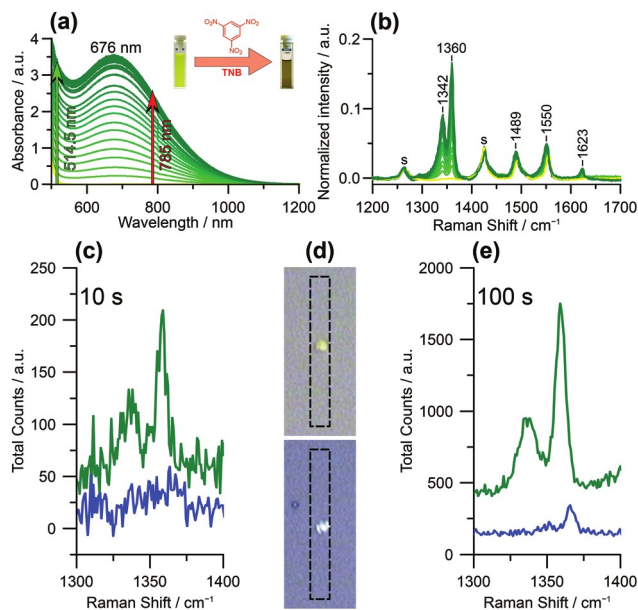 (a)
Absorbance / a.u.
4
3
2
1
0
676 nm
514.5 nm
785 nm
O₂N
NO₂
NO₂
TNB
600
800
1000
1200
Wavelength / nm
(b)
Normalized intensity / a.u.
0.2
0.1
0.0
s
1342
1360
s
1489
1550
1623
1200
1300
1400
1500
1600
1700
Raman Shift / cm⁻¹
(c)
10 s
Total Counts / a.u.
250
200
150
100
50
0
1300
1350
1400
Raman Shift / cm⁻¹
(d)
(e)
100 s
Total Counts / a.u.
2000
1500
1000
500
0
1300
1350
1400
Raman Shift / cm⁻¹